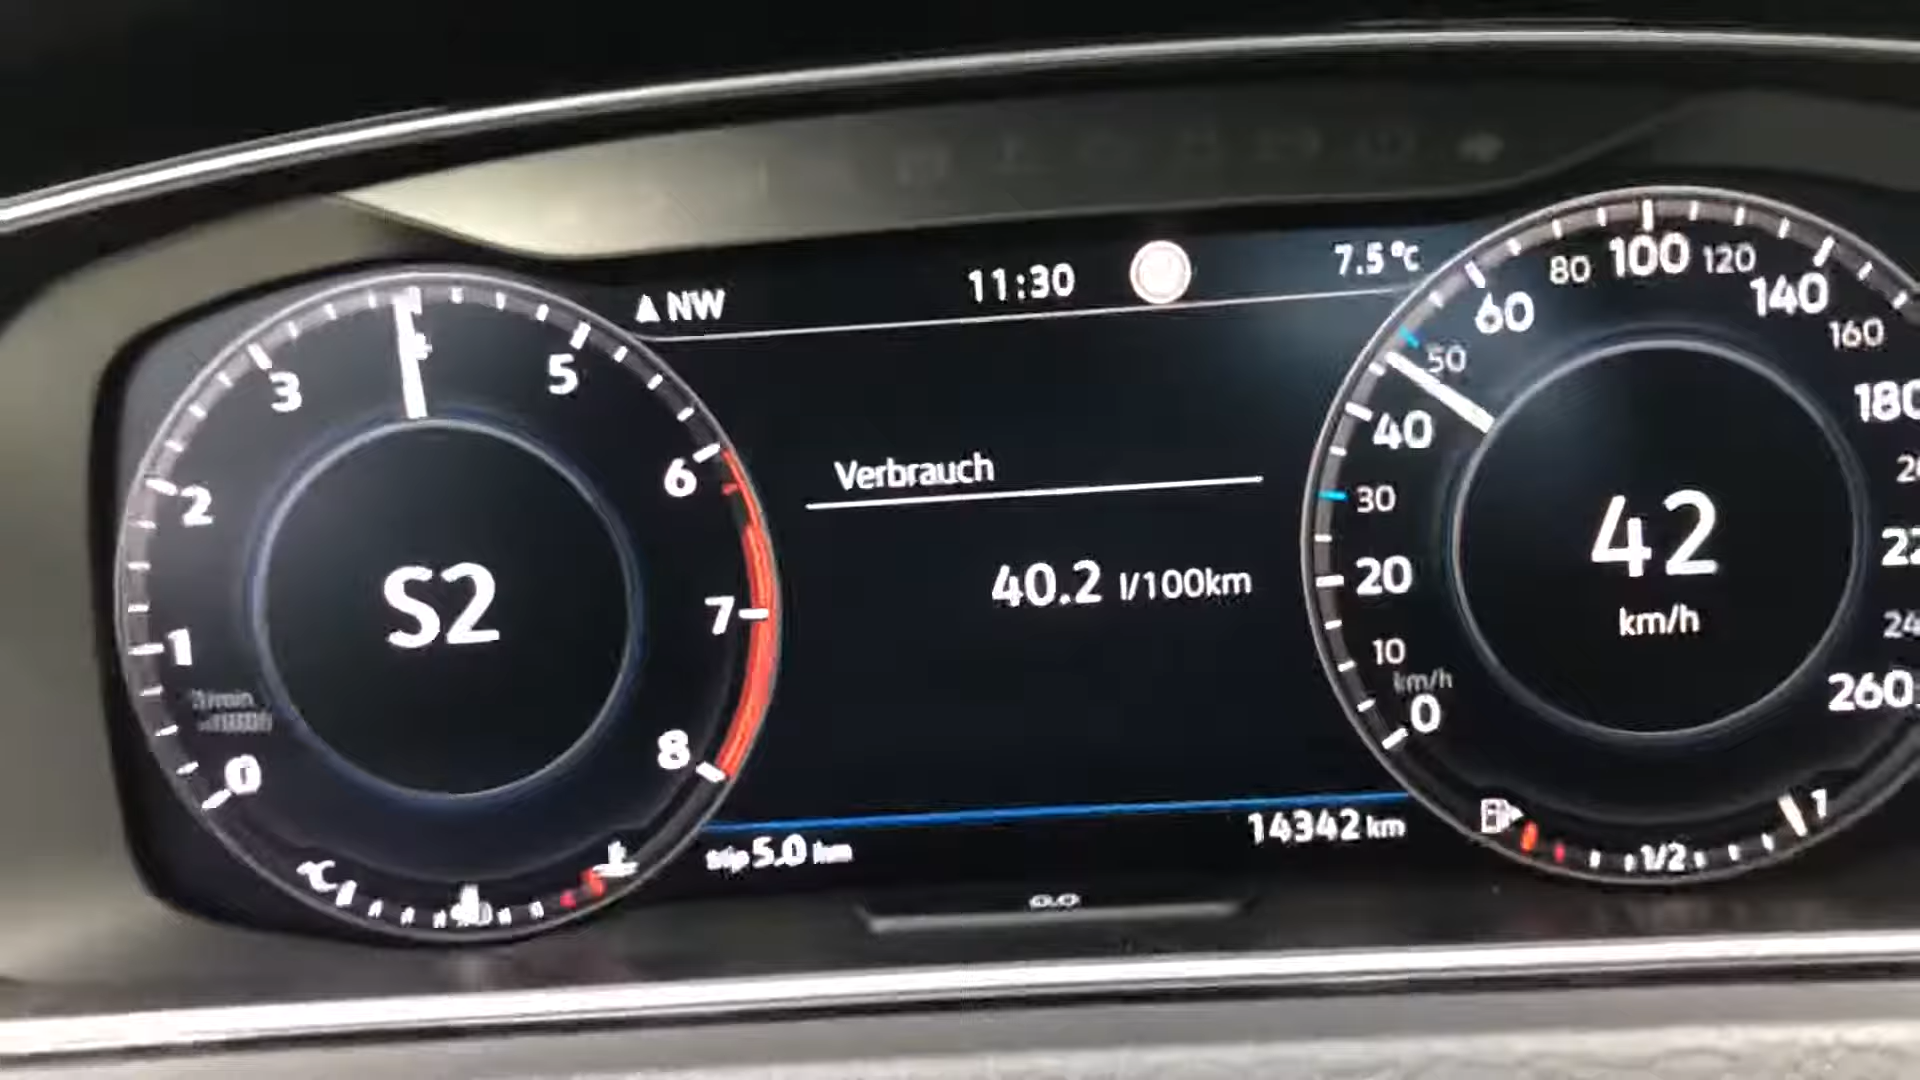 NW 11:30 7.5°C
0 1 2 3 4 5 6 7 8
S2
Verbrauch
40.2 l/100km
trip 5.0 km
14342 km
0 10 20 30 40 50 60 80 100 120 140 160 180 260
km/h
42
km/h
1/2 1